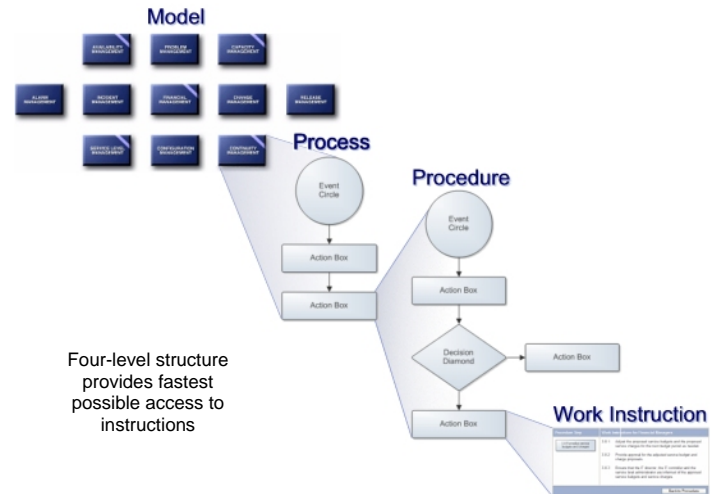 Model
AVAILABILITY
MANAGEMENT
PROBLEM
MANAGEMENT
CAPACITY
MANAGEMENT
ALARM
MANAGEMENT
INCIDENT
MANAGEMENT
FINANCIAL
MANAGEMENT
CHANGE
MANAGEMENT
RELEASE
MANAGEMENT
SERVICE LEVEL
MANAGEMENT
CONFIGURATION
MANAGEMENT
CONTINUITY
MANAGEMENT
Process
Event
Circle
Action Box
Action Box
Procedure
Event
Circle
Action Box
Decision
Diamond
Action Box
Action Box
Four-level structure
provides fastest
possible access to
instructions
Work Instruction
Procedure Step